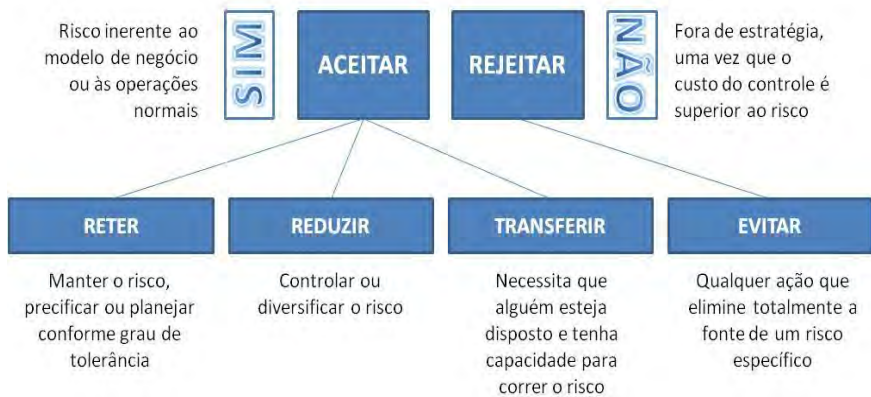 Risco inerente ao
modelo de negócio
ou às operações
normais
SIM
ACEITAR
REJEITAR
NÃO
Fora de estratégia,
uma vez que o
custo do controle é
superior ao risco
RETER
REDUZIR
TRANSFERIR
EVITAR
Manter o risco,
precificar ou planejar
conforme grau de
tolerância
Controlar ou
diversificar o risco
Necessita que
alguém esteja
disposto e tenha
capacidade para
correr o risco
Qualquer ação que
elimine totalmente a
fonte de um risco
específico